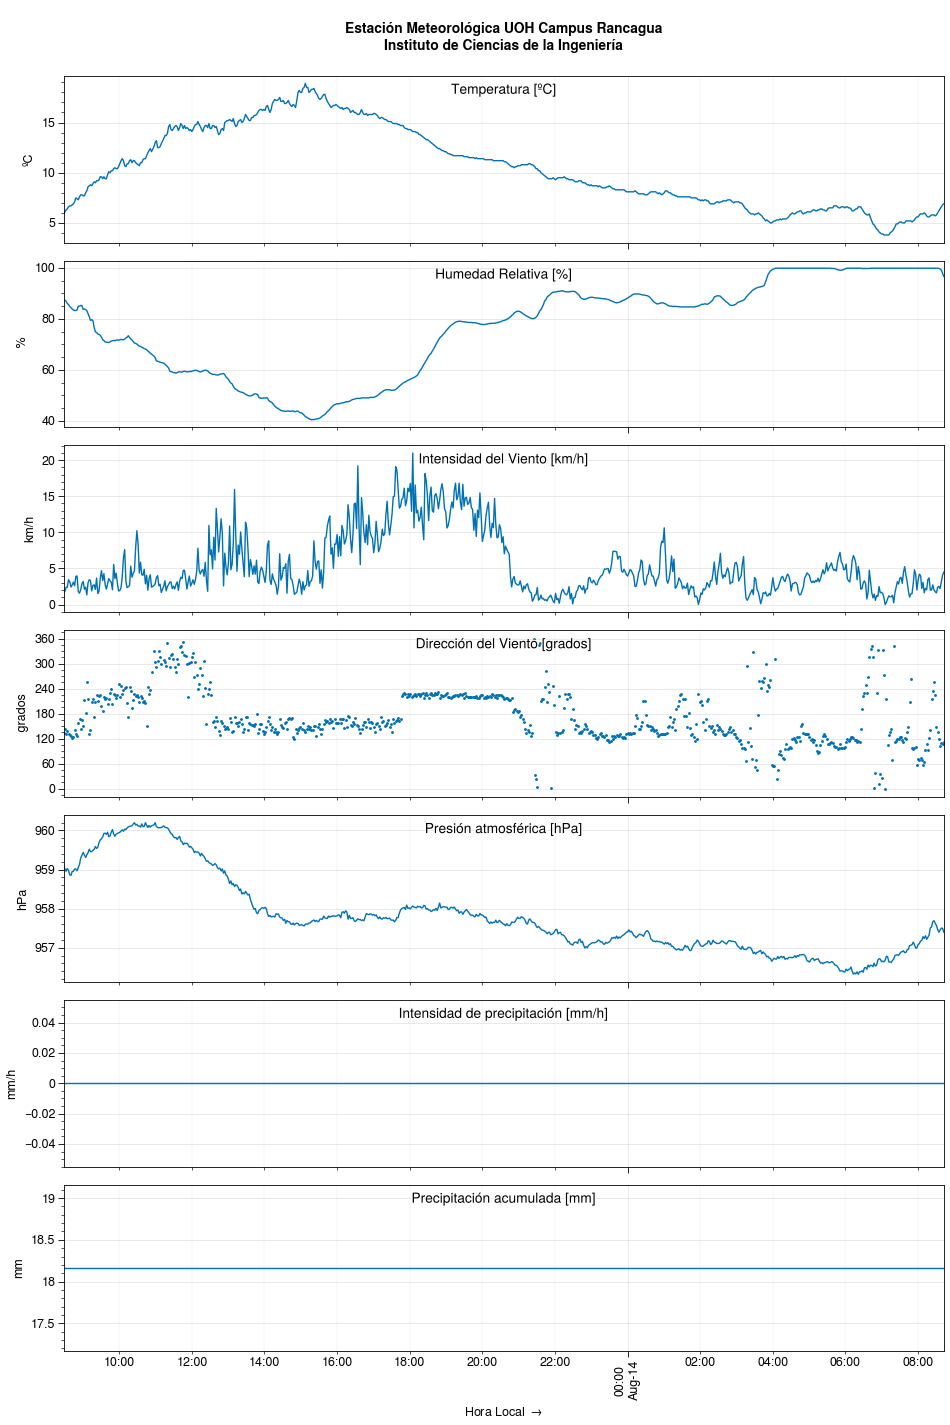 Estación Meteorológica UOH Campus Rancagua
Instituto de Ciencias de la Ingeniería
Temperatura [ºC]
ºC
15
10
5
Humedad Relativa [%]
%
100
80
60
40
Intensidad del Viento [km/h]
km/h
20
15
10
5
0
Dirección del Viento [grados]
grados
360
300
240
180
120
60
0
Presión atmosférica [hPa]
hPa
960
959
958
957
Intensidad de precipitación [mm/h]
mm/h
0.04
0.02
0
−0.02
−0.04
Precipitación acumulada [mm]
mm
19
18.5
18
17.5
10:00 12:00 14:00 16:00 18:00 20:00 22:00 00:00 02:00 04:00 06:00 08:00
Aug-14
Hora Local →